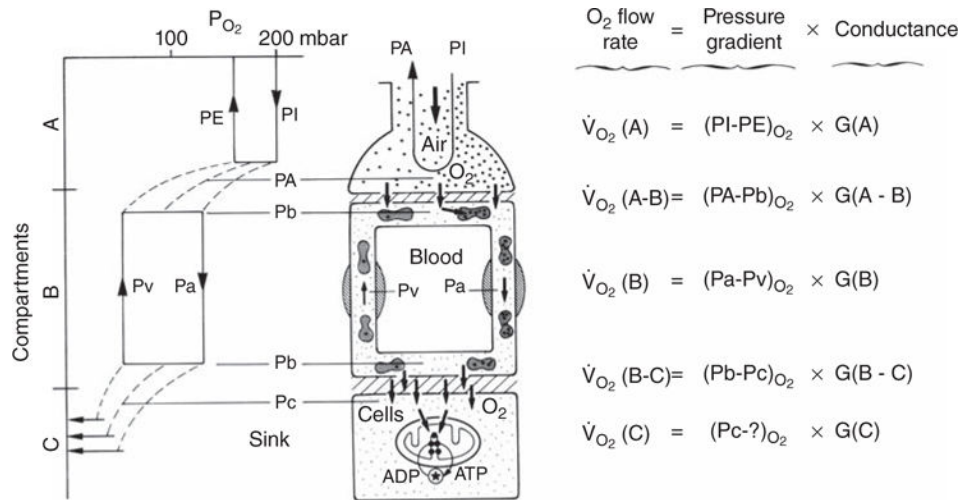 P O2
100 200 mbar
Compartments
A
B
C
PE
PI
PA
Pb
Pv
Pa
Pb
Pc
PA PI
Air
O2
Blood
Pv
Pa
Cells
O2
Sink
ADP
ATP
O2 flow rate = Pressure gradient × Conductance
V̇O2 (A) = (PI-PE)O2 × G(A)
V̇O2 (A-B)= (PA-Pb)O2 × G(A - B)
V̇O2 (B) = (Pa-Pv)O2 × G(B)
V̇O2 (B-C)= (Pb-Pc)O2 × G(B - C)
V̇O2 (C) = (Pc-?)O2 × G(C)